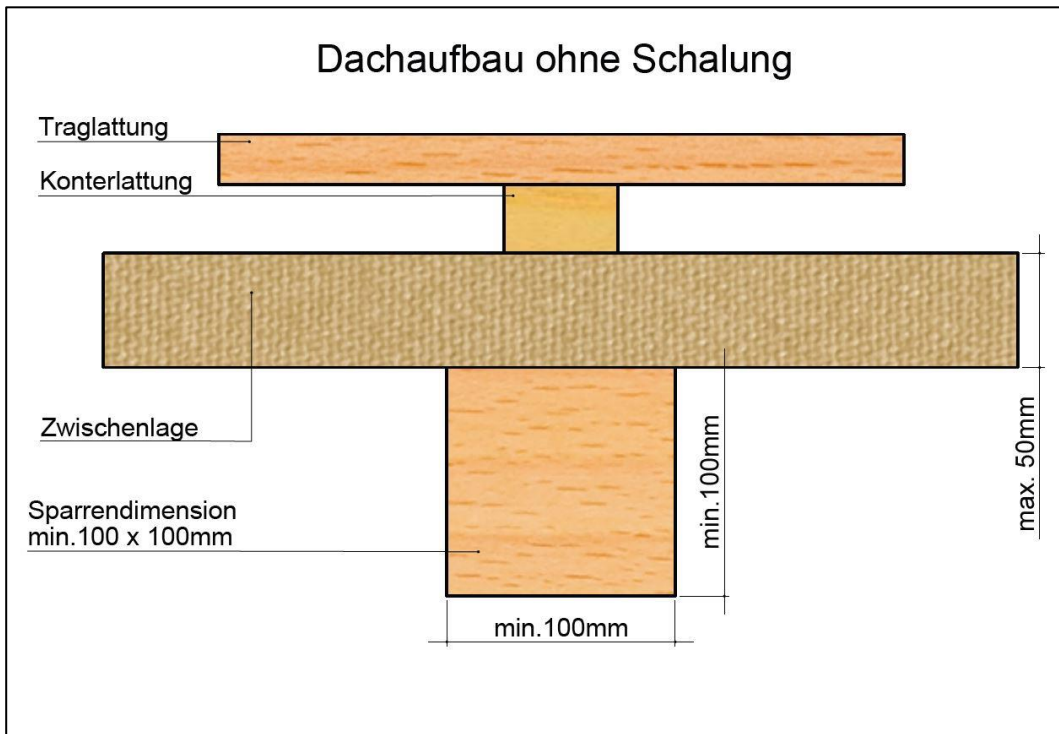 Dachaufbau ohne Schalung
Traglattung
Konterlattung
Zwischenlage
Sparrendimension
min.100 x 100mm
min.100mm
min.100mm
max. 50mm